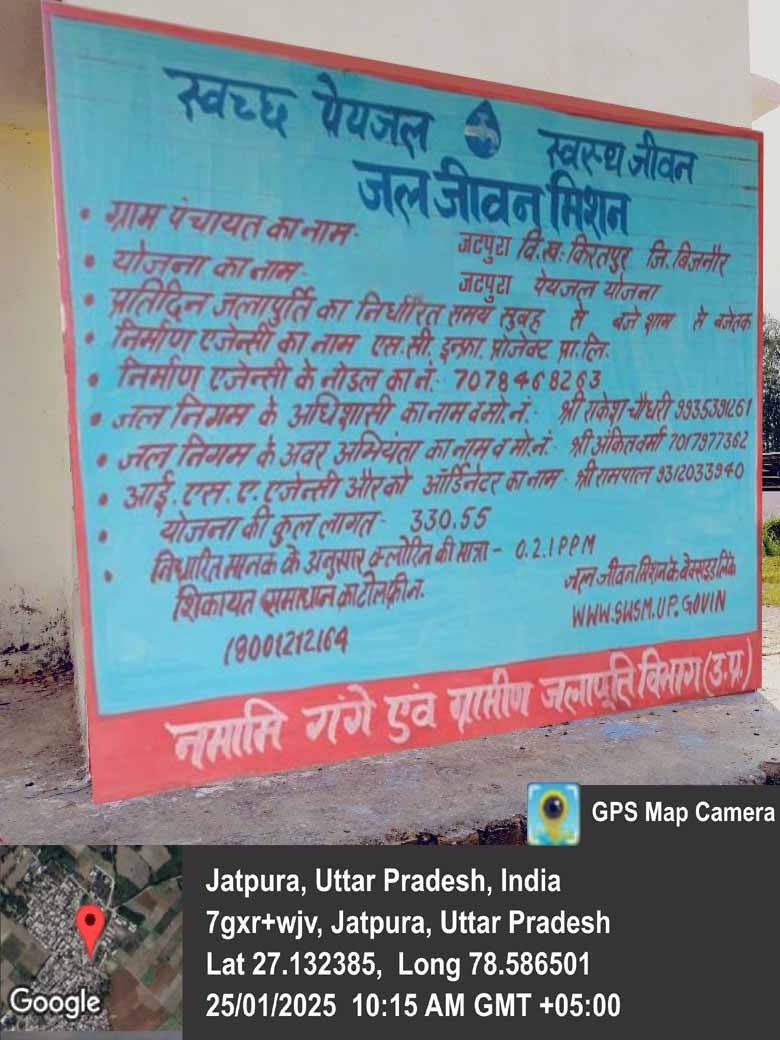 स्वच्छ पेयजल स्वस्थ जीवन
जल जीवन मिशन
• ग्राम पंचायत का नाम- जटपुरा वि.ख. किरतपुर जि. बिजनौर
• योजना का नाम- जटपुरा पेयजल योजना
• प्रतिदिन जलापुर्ति का निर्धारित समय सुबह से बजे शाम से बजे तक
• निर्माण एजेन्सी का नाम एस.सी. इन्फ्रा प्रोजेक्ट प्रा.लि.
• निर्माण एजेन्सी के नोडल का नं: 7078468263
• जल निगम के अधिशासी का नाम व मो.नं.- श्री राकेश चौधरी 9935391261
• जल निगम के अवर अभियंता का नाम व मो.नं.- श्री अंकित वर्मा 7017977362
• आई.एस.ए. एजेन्सी और को ऑर्डिनेटर का नाम- श्री रामपाल 9312033940
• योजना की कुल लागत- 330.55
• निर्धारित मानक के अनुसार क्लोरिन की मात्रा- 0.2.1 PPM
शिकायत समाधान का टोलफ्रीन.
18001212164
जल जीवन मिशन के वेबसाइड लिंक
WWW.SWSM.UP.GOVIN
नमामि गंगे एवं ग्रामीण जलापूर्ति विभाग (उ.प्र.)
GPS Map Camera
Jatpura, Uttar Pradesh, India
7gxr+wjv, Jatpura, Uttar Pradesh
Lat 27.132385, Long 78.586501
25/01/2025 10:15 AM GMT +05:00
Google